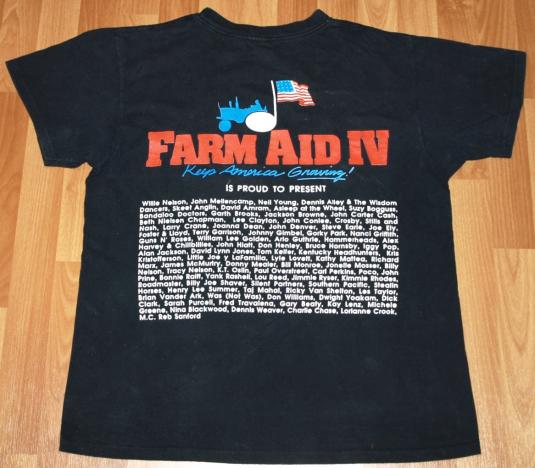 FARM AID IV
Keep America Growing!
IS PROUD TO PRESENT
Willie Nelson, John Mellencamp, Neil Young, Dennis Alley & The Wisdom
Dancers, Skeet Anglin, David Amram, Asleep at the Wheel, Suzy Bogguss,
Bandaloo Doctors, Garth Brooks, Jackson Browne, John Carter Cash,
Beth Nielsen Chapman, Lee Clayton, John Conlee, Crosby, Stills and
Nash, Larry Crane, Joanna Dean, John Denver, Steve Earle, Joe Ely,
Foster & Lloyd, Terry Garrison, Johnny Gimbel, Gorky Park, Nanci Griffith,
Guns N' Roses, William Lee Golden, Arlo Guthrie, Hammerheads, Alex
Harvey & Chillbillies, John Hiatt, Don Henley, Bruce Hornsby, Iggy Pop,
Alan Jackson, David Lynn Jones, Tom Keifer, Kentucky Headhunters, Kris
Kristofferson, Little Joe y LaFamilia, Lyle Lovett, Kathy Mattea, Richard
Marx, James McMurtry, Donny Mealer, Bill Monroe, Jonelle Mosser, Billy
Nelson, Tracy Nelson, K.T. Oslin, Paul Overstreet, Carl Perkins, Poco, John
Prine, Bonnie Raitt, Yank Rashell, Lou Reed, Jimmie Ryser, Kimmie Rhodes,
Roadmaster, Billy Joe Shaver, Silent Partners, Southern Pacific, Stealin
Horses, Henry Lee Summer, Taj Mahal, Ricky Van Shelton, Les Taylor,
Brian Vander Ark, Was (Not Was), Don Williams, Dwight Yoakam, Dick
Clark, Sarah Purcell, Fred Travalena, Gary Beaty, Kay Lenz, Michele
Greene, Nina Blackwood, Dennis Weaver, Charlie Chase, Lorianne Crook,
M.C. Reb Sanford